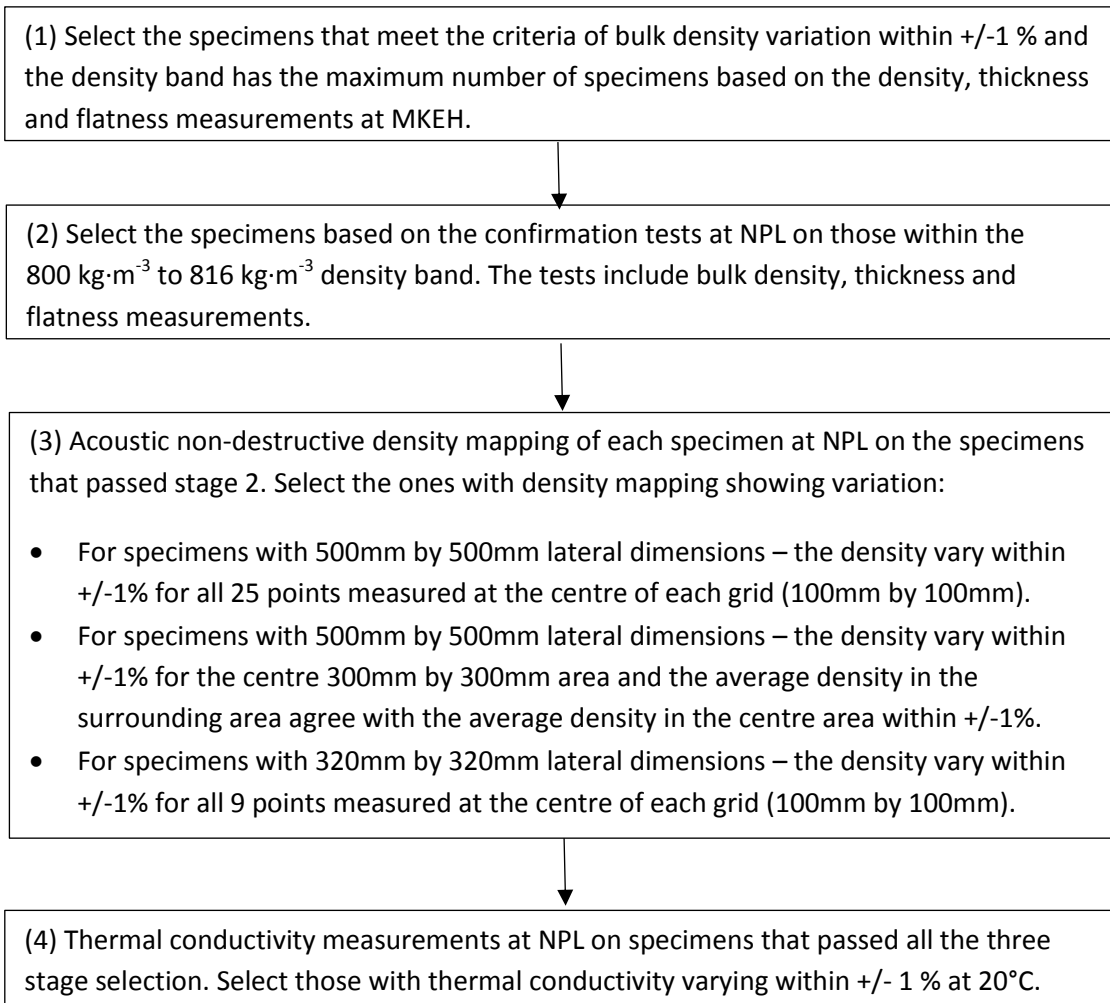 (1) Select the specimens that meet the criteria of bulk density variation within +/-1 % and
the density band has the maximum number of specimens based on the density, thickness
and flatness measurements at MKEH.
(2) Select the specimens based on the confirmation tests at NPL on those within the
800 kg·m⁻³ to 816 kg·m⁻³ density band. The tests include bulk density, thickness and
flatness measurements.
(3) Acoustic non-destructive density mapping of each specimen at NPL on the specimens
that passed stage 2. Select the ones with density mapping showing variation:
• For specimens with 500mm by 500mm lateral dimensions – the density vary within
+/-1% for all 25 points measured at the centre of each grid (100mm by 100mm).
• For specimens with 500mm by 500mm lateral dimensions – the density vary within
+/-1% for the centre 300mm by 300mm area and the average density in the
surrounding area agree with the average density in the centre area within +/-1%.
• For specimens with 320mm by 320mm lateral dimensions – the density vary within
+/-1% for all 9 points measured at the centre of each grid (100mm by 100mm).
(4) Thermal conductivity measurements at NPL on specimens that passed all the three
stage selection. Select those with thermal conductivity varying within +/- 1 % at 20°C.